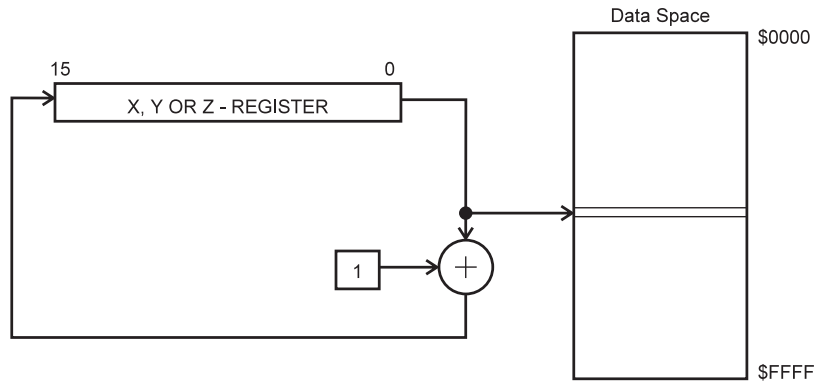 Data Space
$0000
15
0
X, Y OR Z - REGISTER
1
+
$FFFF